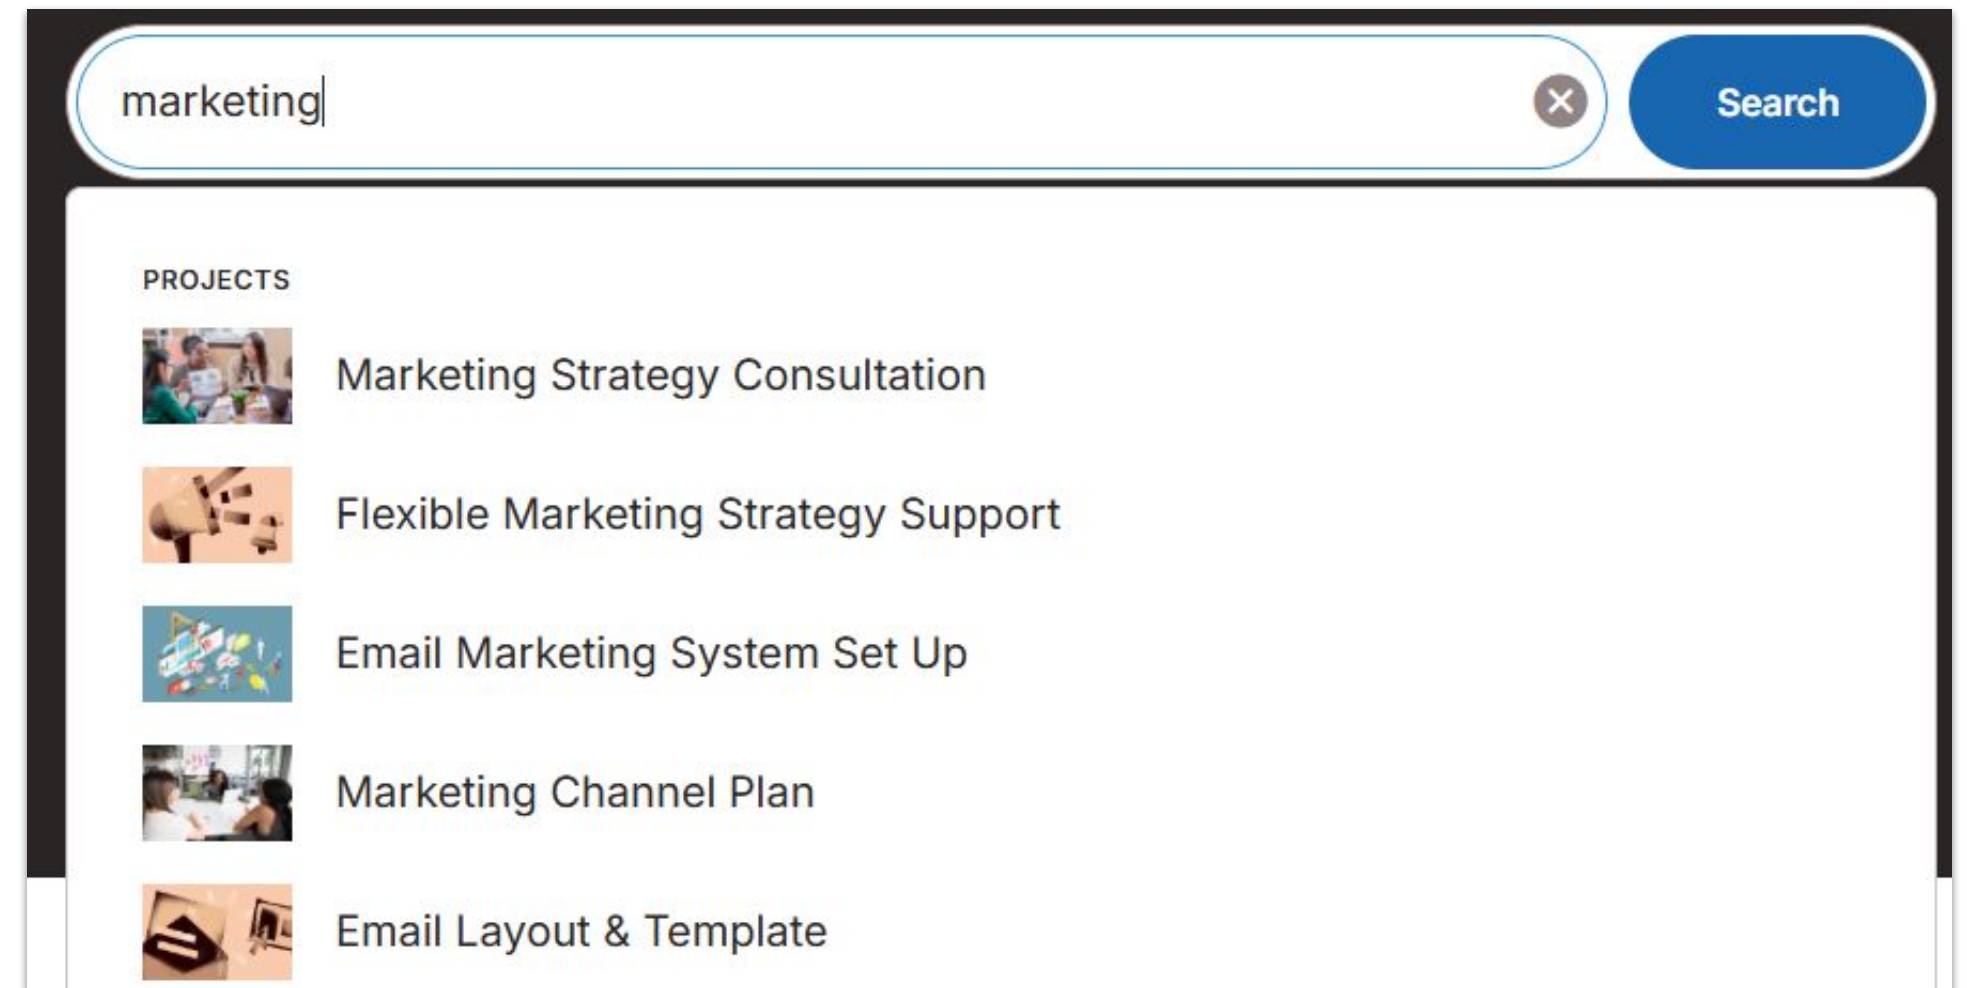 marketing
Search
PROJECTS
Marketing Strategy Consultation
Flexible Marketing Strategy Support
Email Marketing System Set Up
Marketing Channel Plan
Email Layout & Template